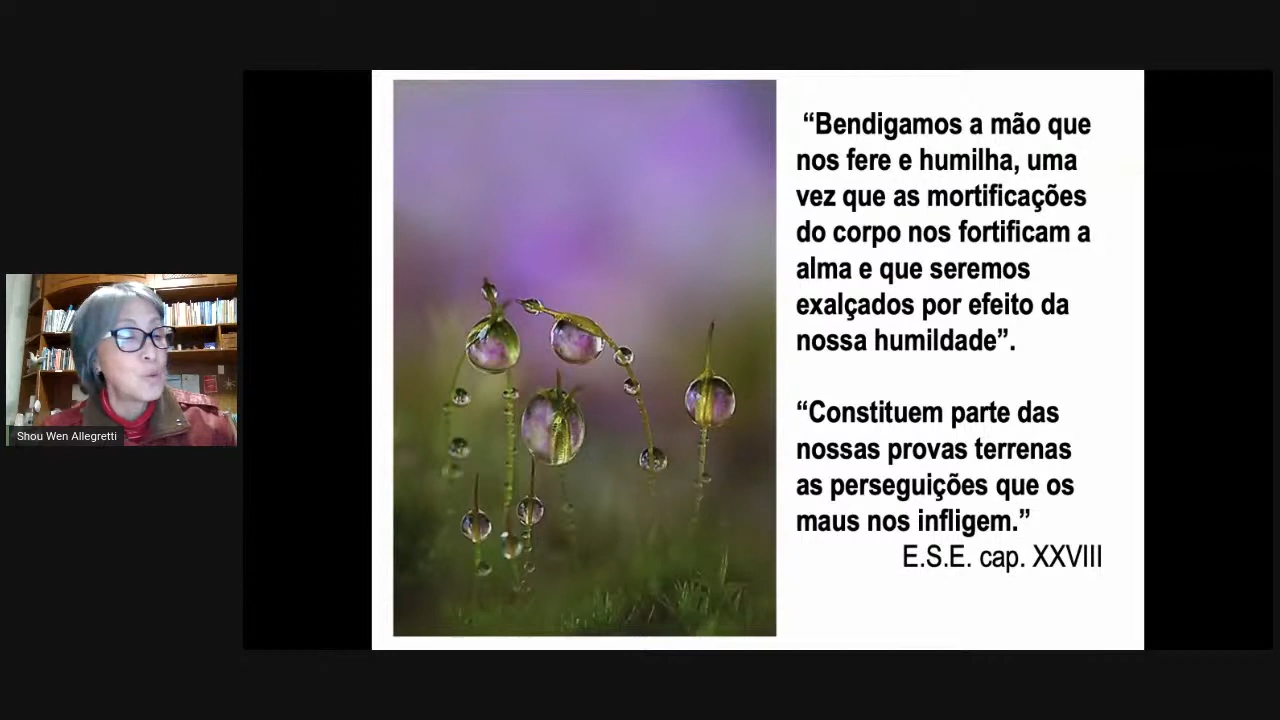 “Bendigamos a mão que
nos fere e humilha, uma
vez que as mortificações
do corpo nos fortificam a
alma e que seremos
exalçados por efeito da
nossa humildade”.
“Constituem parte das
nossas provas terrenas
as perseguições que os
maus nos infligem.”
E.S.E. cap. XXVIII
Shou Wen Allegretti